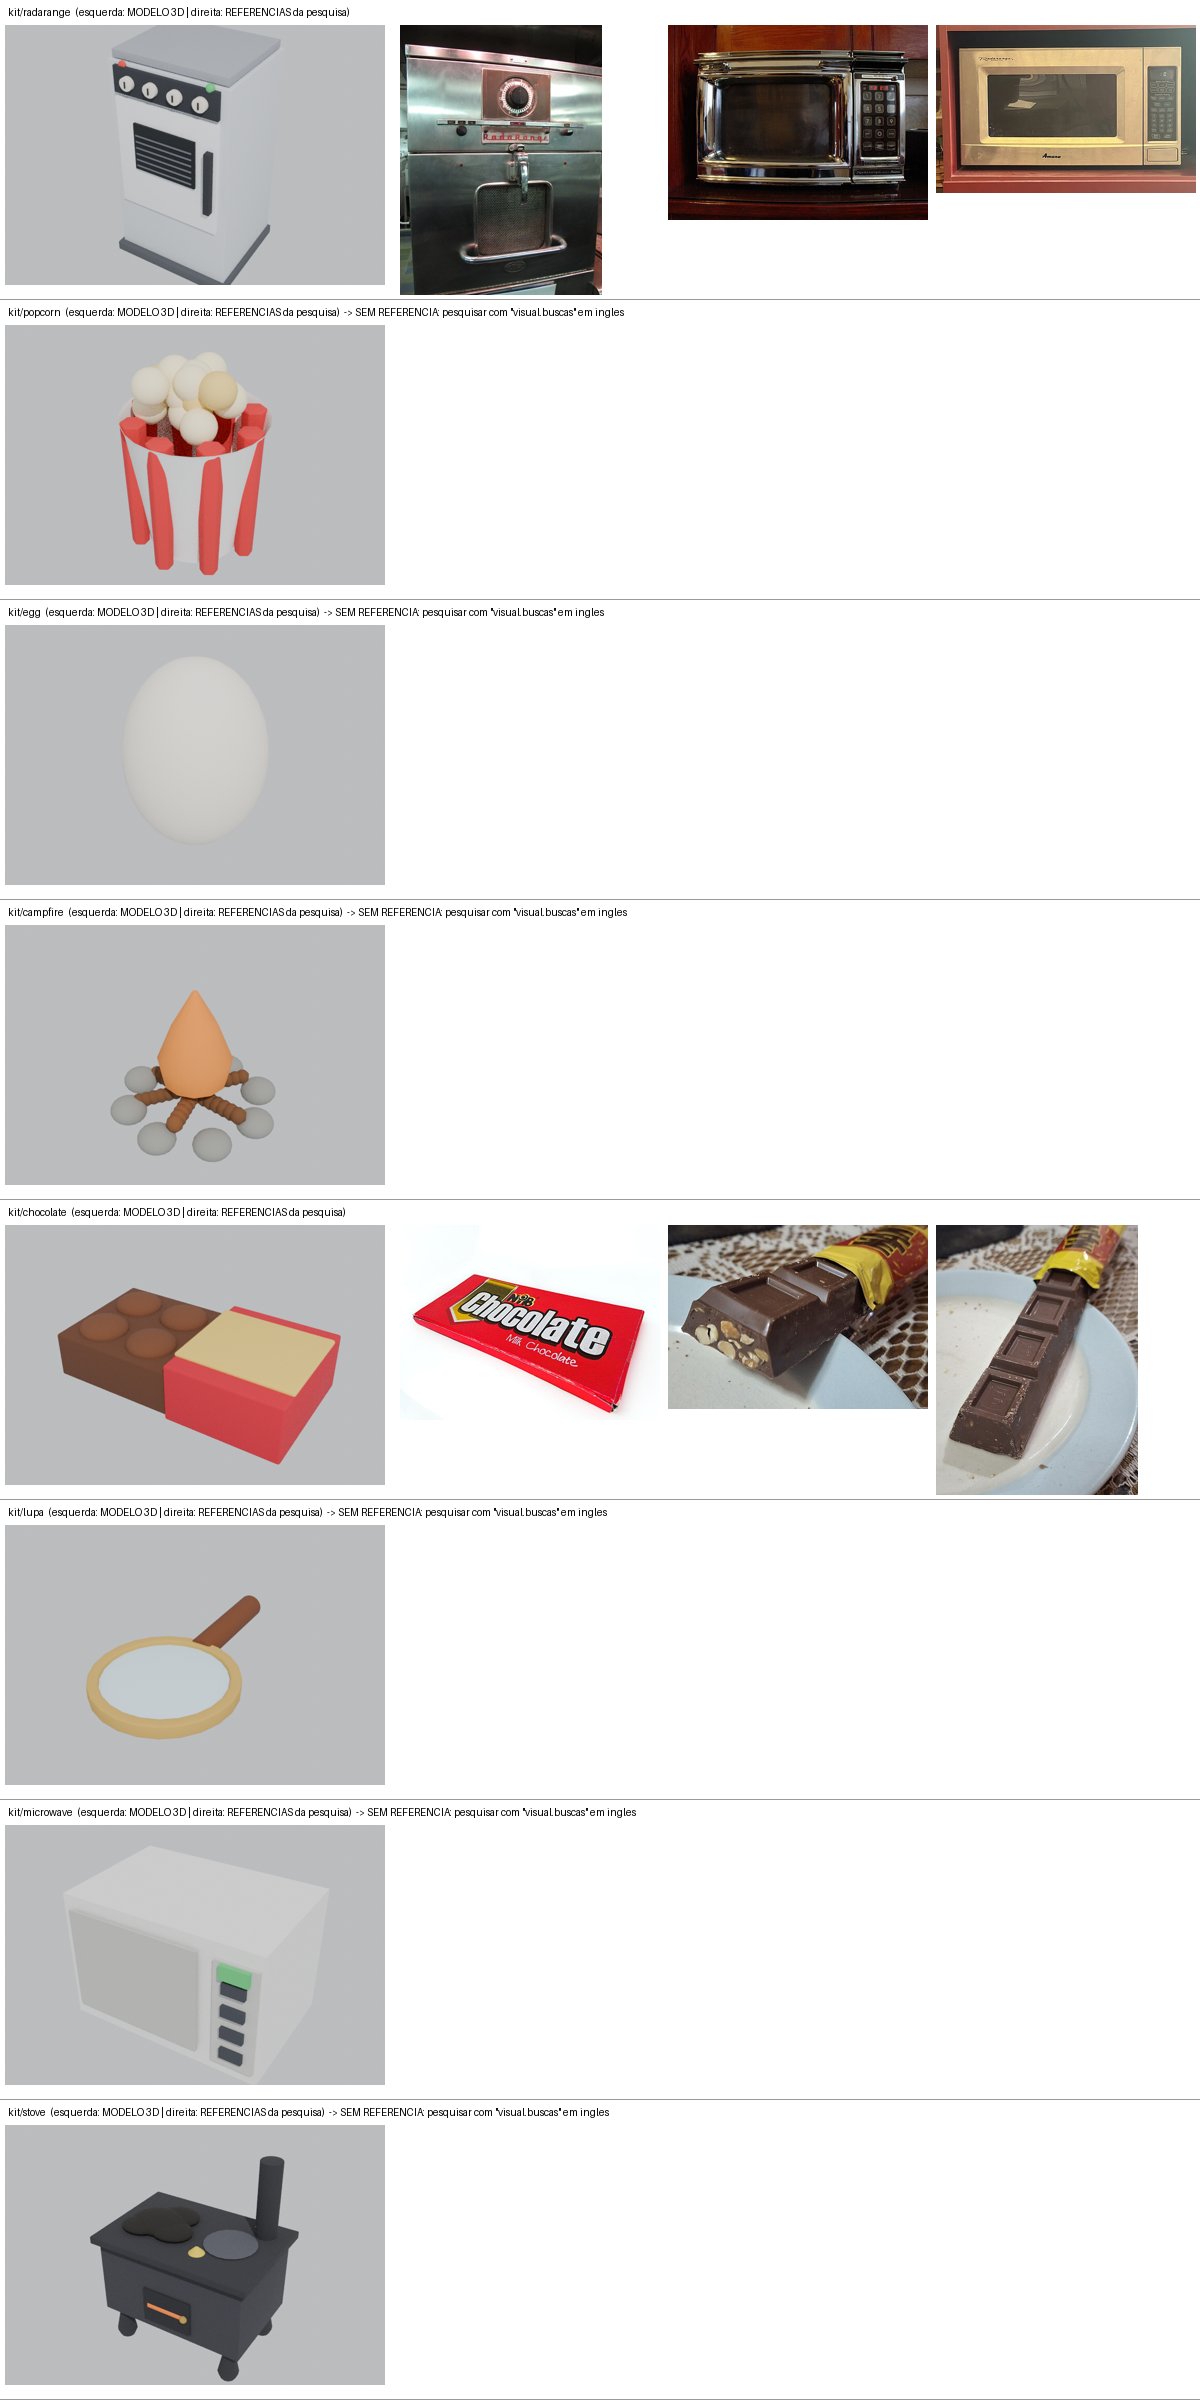 kit/radarange (esquerda: MODELO 3D | direita: REFERENCIAS da pesquisa)
RadaRange
Amana
kit/popcorn (esquerda: MODELO 3D | direita: REFERENCIAS da pesquisa) -> SEM REFERENCIA: pesquisar com "visual.buscas" em ingles
kit/egg (esquerda: MODELO 3D | direita: REFERENCIAS da pesquisa) -> SEM REFERENCIA: pesquisar com "visual.buscas" em ingles
kit/campfire (esquerda: MODELO 3D | direita: REFERENCIAS da pesquisa) -> SEM REFERENCIA: pesquisar com "visual.buscas" em ingles
kit/chocolate (esquerda: MODELO 3D | direita: REFERENCIAS da pesquisa)
Chocolate
Milk Chocolate
kit/lupa (esquerda: MODELO 3D | direita: REFERENCIAS da pesquisa) -> SEM REFERENCIA: pesquisar com "visual.buscas" em ingles
kit/microwave (esquerda: MODELO 3D | direita: REFERENCIAS da pesquisa) -> SEM REFERENCIA: pesquisar com "visual.buscas" em ingles
kit/stove (esquerda: MODELO 3D | direita: REFERENCIAS da pesquisa) -> SEM REFERENCIA: pesquisar com "visual.buscas" em ingles